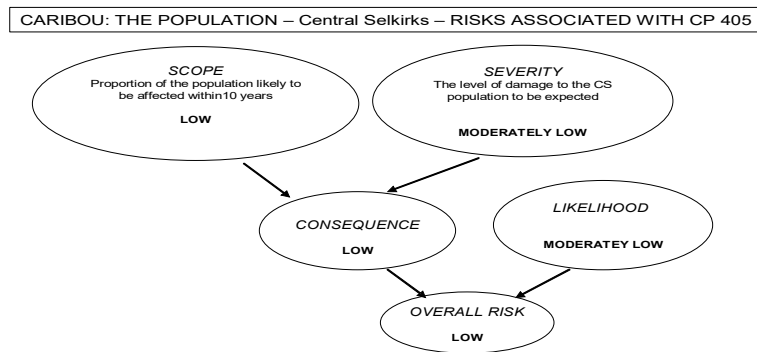 CARIBOU: THE POPULATION – Central Selkirks – RISKS ASSOCIATED WITH CP 405
SCOPE
Proportion of the population likely to
be affected within10 years
LOW
SEVERITY
The level of damage to the CS
population to be expected
MODERATELY LOW
CONSEQUENCE
LOW
LIKELIHOOD
MODERATEY LOW
OVERALL RISK
LOW